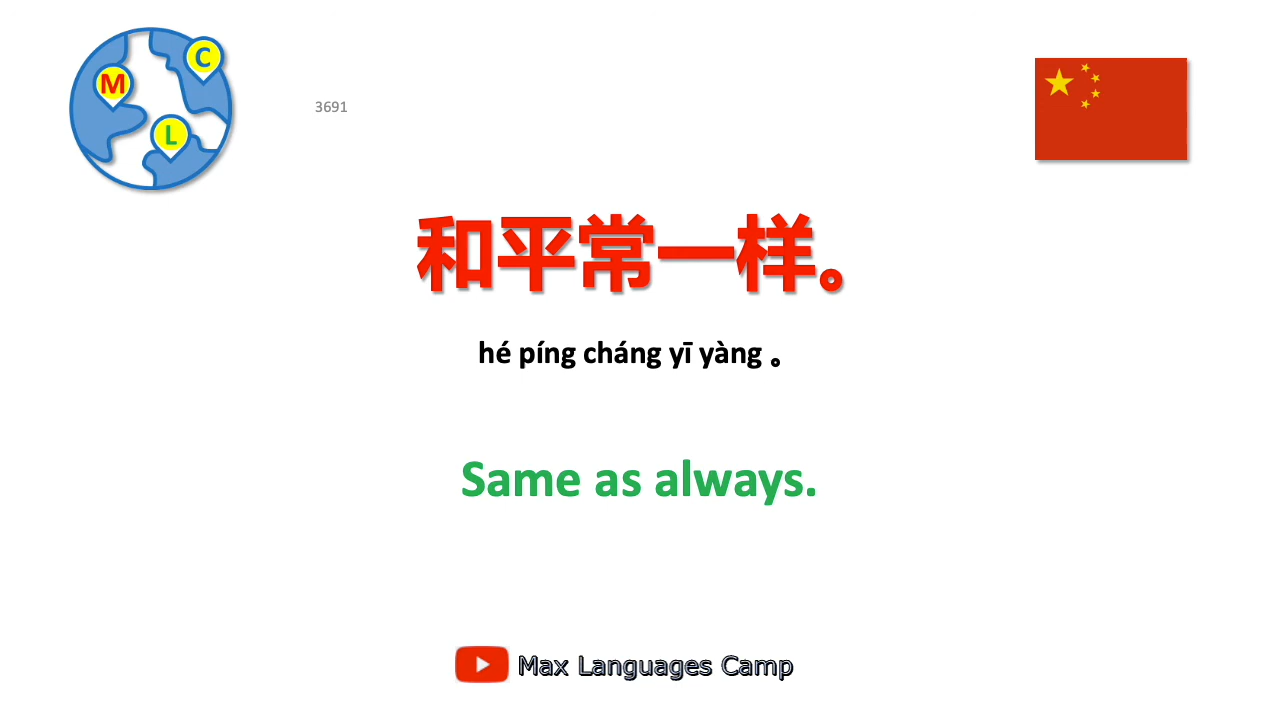 M
C
L
3691
和平常一样。
hé píng cháng yī yàng 。
Same as always.
Max Languages Camp